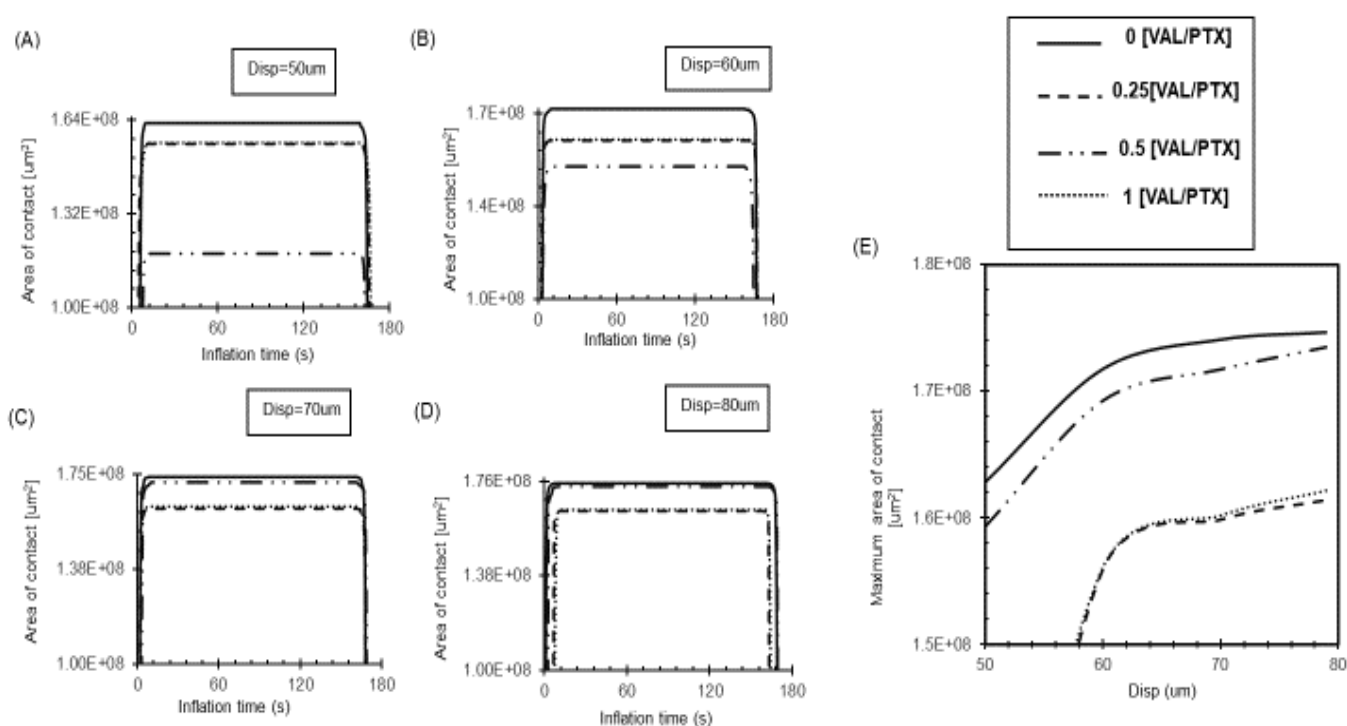 (A)
Disp=50um
Area of contact [um²]
1.64E+08
1.32E+08
1.00E+08
0
60
120
180
Inflation time (s)
(B)
Disp=60um
Area of contact [um²]
1.7E+08
1.4E+08
1.0E+08
0
60
120
180
Inflation time (s)
0 [VAL/PTX]
0.25[VAL/PTX]
0.5 [VAL/PTX]
1 [VAL/PTX]
(C)
Disp=70um
Area of contact [um²]
1.75E+08
1.38E+08
1.00E+08
0
60
120
180
Inflation time (s)
(D)
Disp=80um
Area of contact [um²]
1.76E+08
1.38E+08
1.00E+08
0
60
120
180
Inflation time (s)
(E)
Maximum area of contact
[um²]
1.8E+08
1.7E+08
1.6E+08
1.5E+08
50
60
70
80
Disp (um)